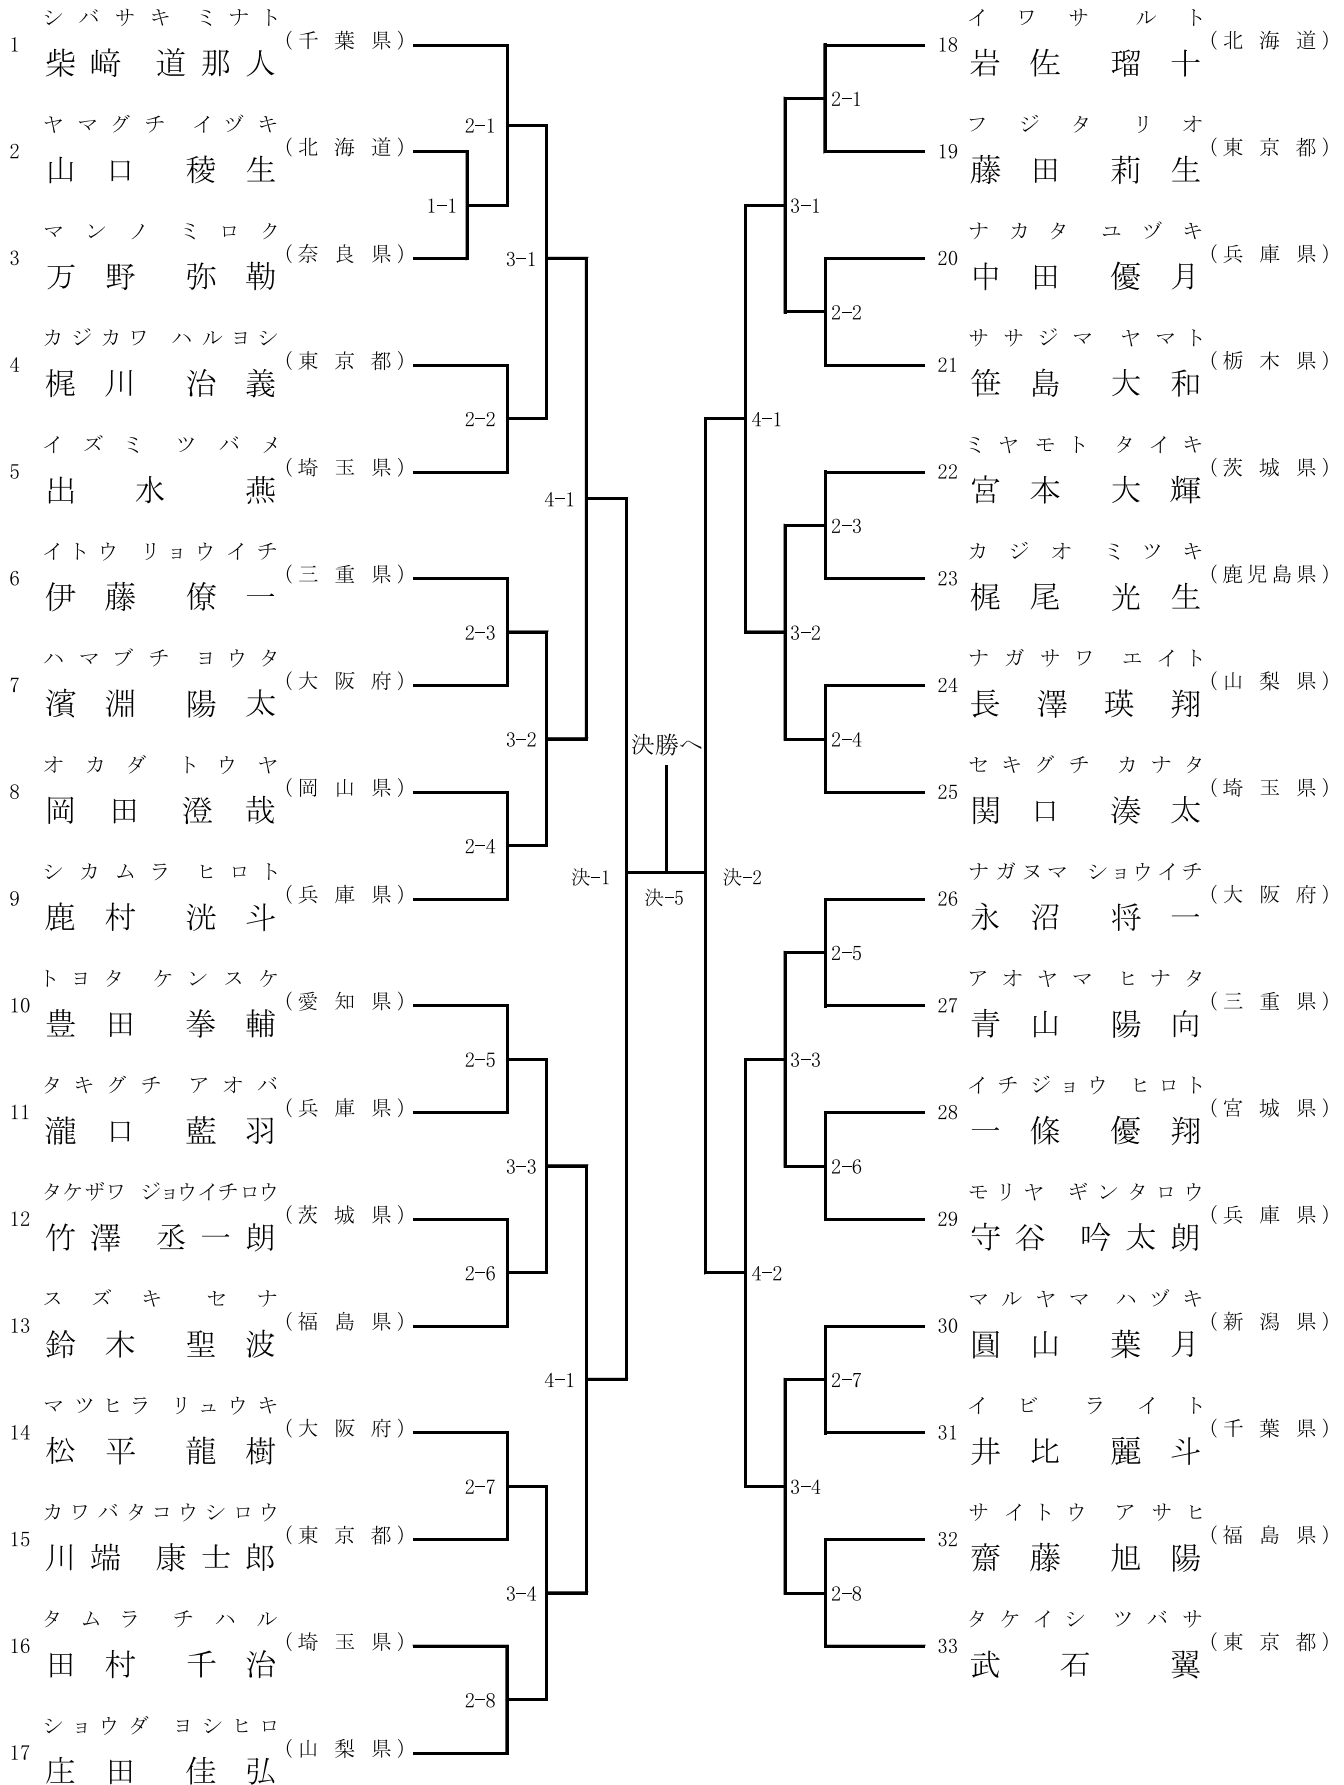 シバサキ ミナト
1 柴﨑 道那人 (千葉県)
ヤマグチ イヅキ
2 山口 稜生 (北海道)
マンノ ミロク
3 万野 弥勒 (奈良県)
カジカワ ハルヨシ
4 梶川 治義 (東京都)
イズミ ツバメ
5 出水 燕 (埼玉県)
イトウ リョウイチ
6 伊藤 僚一 (三重県)
ハマブチ ヨウタ
7 濱淵 陽太 (大阪府)
オカダ トウヤ
8 岡田 澄哉 (岡山県)
シカムラ ヒロト
9 鹿村 洸斗 (兵庫県)
トヨタ ケンスケ
10 豊田 拳輔 (愛知県)
タキグチ アオバ
11 瀧口 藍羽 (兵庫県)
タケザワ ジョウイチロウ
12 竹澤 丞一朗 (茨城県)
スズキ セナ
13 鈴木 聖波 (福島県)
マツヒラ リュウキ
14 松平 龍樹 (大阪府)
カワバタコウシロウ
15 川端 康士郎 (東京都)
タムラ チハル
16 田村 千治 (埼玉県)
ショウダ ヨシヒロ
17 庄田 佳弘 (山梨県)
1-1
2-1
2-2
2-3
2-4
2-5
2-6
2-7
2-8
3-1
3-2
3-3
3-4
4-1
4-1
決-1
決勝へ
決-5
決-2
4-1
4-2
3-1
3-2
3-3
3-4
2-1
2-2
2-3
2-4
2-5
2-6
2-7
2-8
イワサ ルト
18 岩佐 瑠十 (北海道)
フジタ リオ
19 藤田 莉生 (東京都)
ナカタ ユヅキ
20 中田 優月 (兵庫県)
ササジマ ヤマト
21 笹島 大和 (栃木県)
ミヤモト タイキ
22 宮本 大輝 (茨城県)
カジオ ミツキ
23 梶尾 光生 (鹿児島県)
ナガサワ エイト
24 長澤 瑛翔 (山梨県)
セキグチ カナタ
25 関口 湊太 (埼玉県)
ナガヌマ ショウイチ
26 永沼 将一 (大阪府)
アオヤマ ヒナタ
27 青山 陽向 (三重県)
イチジョウ ヒロト
28 一條 優翔 (宮城県)
モリヤ ギンタロウ
29 守谷 吟太朗 (兵庫県)
マルヤマ ハヅキ
30 圓山 葉月 (新潟県)
イビ ライト
31 井比 麗斗 (千葉県)
サイトウ アサヒ
32 齋藤 旭陽 (福島県)
タケイシ ツバサ
33 武石 翼 (東京都)